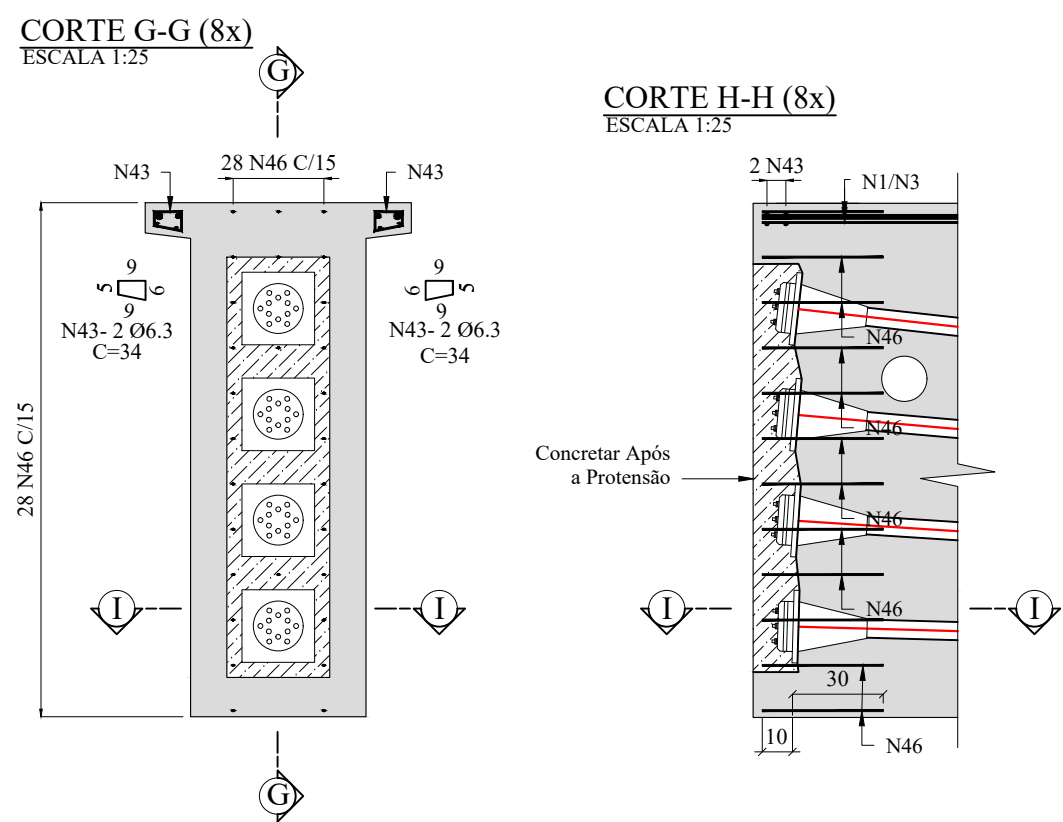 CORTE G-G (8x)
ESCALA 1:25
G
28 N46 C/15
N43
N43
9
5
6
9
N43- 2 Ø6.3
C=34
9
6
5
9
N43- 2 Ø6.3
C=34
28 N46 C/15
I
I
G
CORTE H-H (8x)
ESCALA 1:25
2 N43
N1/N3
N46
N46
Concretar Após
a Protensão
N46
N46
I
I
30
10
N46